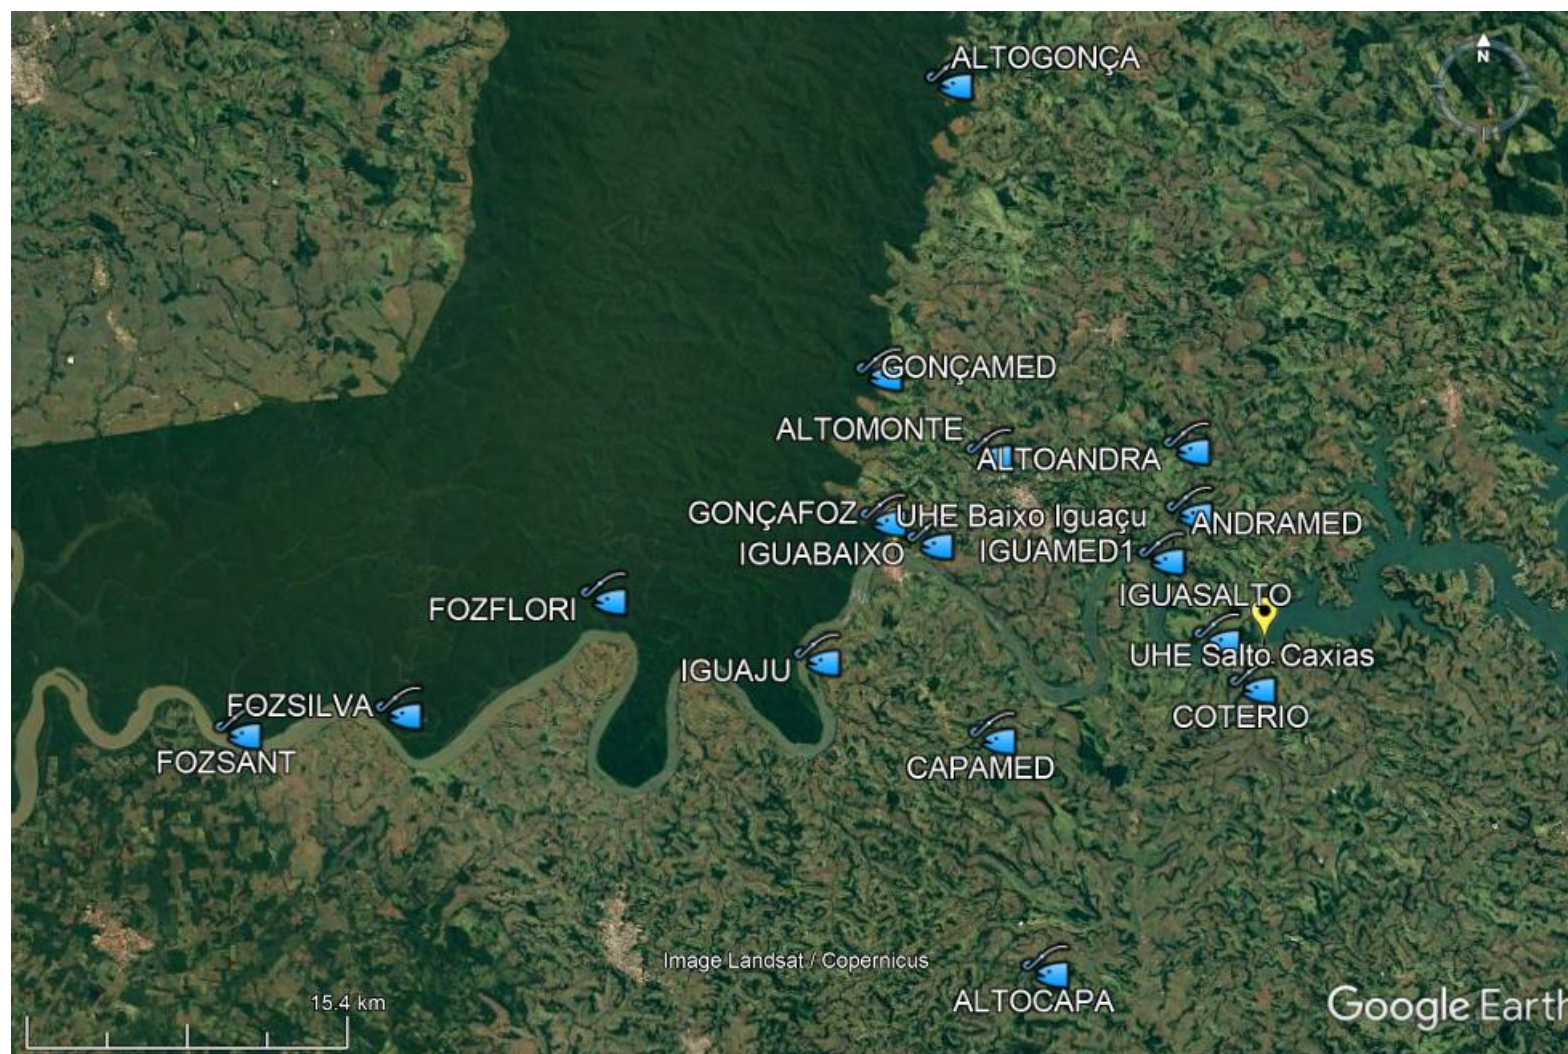 ALTOGONÇA
N
GONÇAMED
ALTOMONTE
ALTOANDRA
GONÇAFOZ
UHE Baixo Iguaçu
ANDRAMED
IGUABAIXO
IGUAMED1
IGUASALTO
FOZFLORI
UHE Salto Caxias
IGUAJU
FOZSILVA
COTERIO
FOZSANT
CAPAMED
Image Landsat / Copernicus
15.4 km
ALTOCAPA
Google Earth